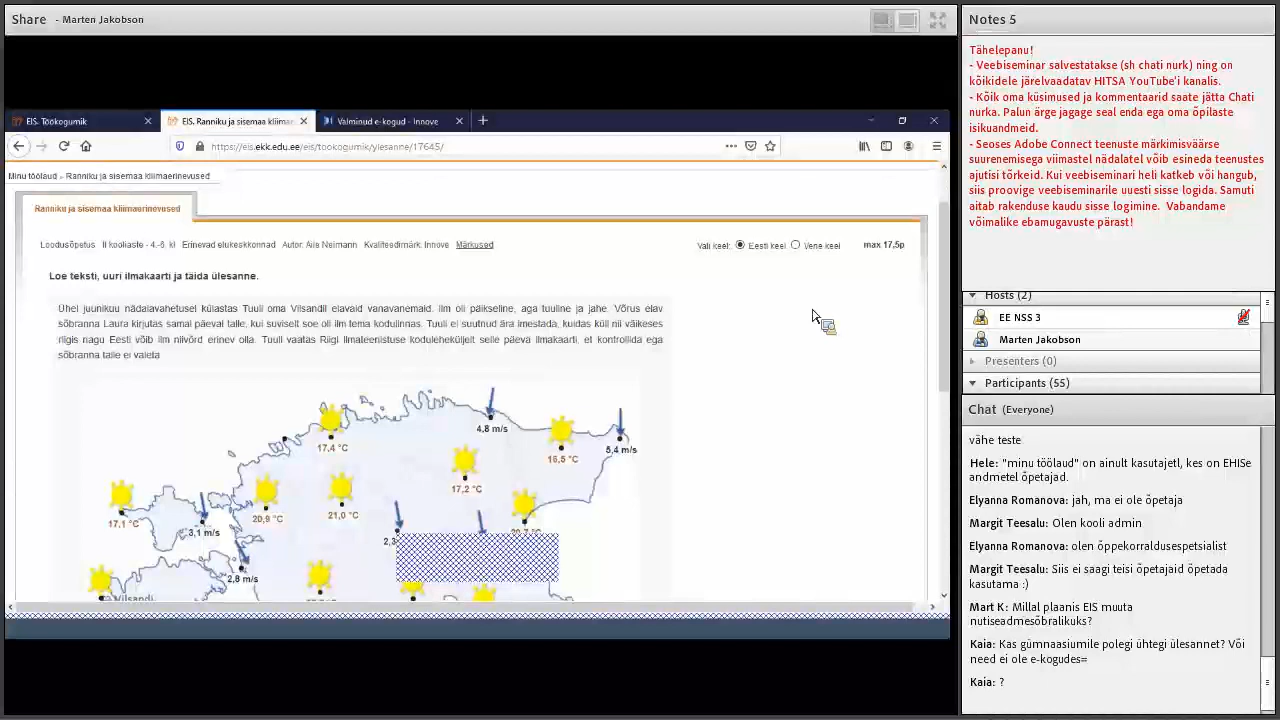 Share - Marten Jakobson
EIS. Töökogumik
EIS. Ranniku ja sisemaa kliimae
Valminud e-kogud - Innove
https://eis.ekk.edu.ee/eis/tookogumik/ylesanne/17645/
Minu töölaud » Ranniku ja sisemaa kliimaerinevused
Ranniku ja sisemaa kliimaerinevused
Loodusõpetus II kooliaste - 4.-6. kl Erinevad elukeskkonnad Autor: Aile Neimann Kvaliteedimärk: Innove Märkused
Vali keel: Eesti keel Vene keel max 17,5p
Loe teksti, uuri ilmakaarti ja täida ülesanne.
Ühel juunikuu nädalavahetusel külastas Tuuli oma Vilsandil elavaid vanavanemaid. Ilm oli päikseline, aga tuuline ja jahe. Võrus elav
sõbranna Laura kirjutas samal päeval talle, kui suviselt soe oli ilm tema kodulinnas. Tuuli ei suutnud ära imestada, kuidas küll nii väikeses
riigis nagu Eesti võib ilm niivõrd erinev olla. Tuuli vaatas Riigi Ilmateenistuse koduleheküljelt selle päeva ilmakaarti, et kontrollida ega
sõbranna talle ei valeta
4,8 m/s
17,4 °C
5,4 m/s
16,5 °C
17,2 °C
20,9 °C
21,0 °C
17,1 °C
3,1 m/s
2,3
2,8 m/s
Vilsandi
Notes 5
Tähelepanu!
- Veebiseminar salvestatakse (sh chati nurk) ning on
kõikidele järelvaadatav HITSA YouTube'i kanalis.
- Kõik oma küsimused ja kommentaarid saate jätta Chati
nurka. Palun ärge jagage seal enda ega oma õpilaste
isikuandmeid.
- Seoses Adobe Connect teenuste märkimisväärse
suurenemisega viimastel nädalatel võib esineda teenustes
ajutisi tõrkeid. Kui veebiseminari heli katkeb või hangub,
siis proovige veebiseminarile uuesti sisse logida. Samuti
aitab rakenduse kaudu sisse logimine. Vabandame
võimalike ebamugavuste pärast!
Hosts (2)
EE NSS 3
Marten Jakobson
Presenters (0)
Participants (55)
Chat (Everyone)
vähe teste
Hele: "minu töölaud" on ainult kasutajetl, kes on EHISe
andmetel õpetajad.
Elyanna Romanova: jah, ma ei ole õpetaja
Margit Teesalu: Olen kooli admin
Elyanna Romanova: olen õppekorraldusespetsialist
Margit Teesalu: Siis ei saagi teisi õpetajaid õpetada
kasutama :)
Mart K: Millal plaanis EIS muuta
nutiseadmesõbralikuks?
Kaia: Kas gümnaasiumile polegi ühtegi ülesannet? Või
need ei ole e-kogudes=
Kaia: ?